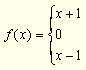 x + 1
f(x) = { 0
x − 1